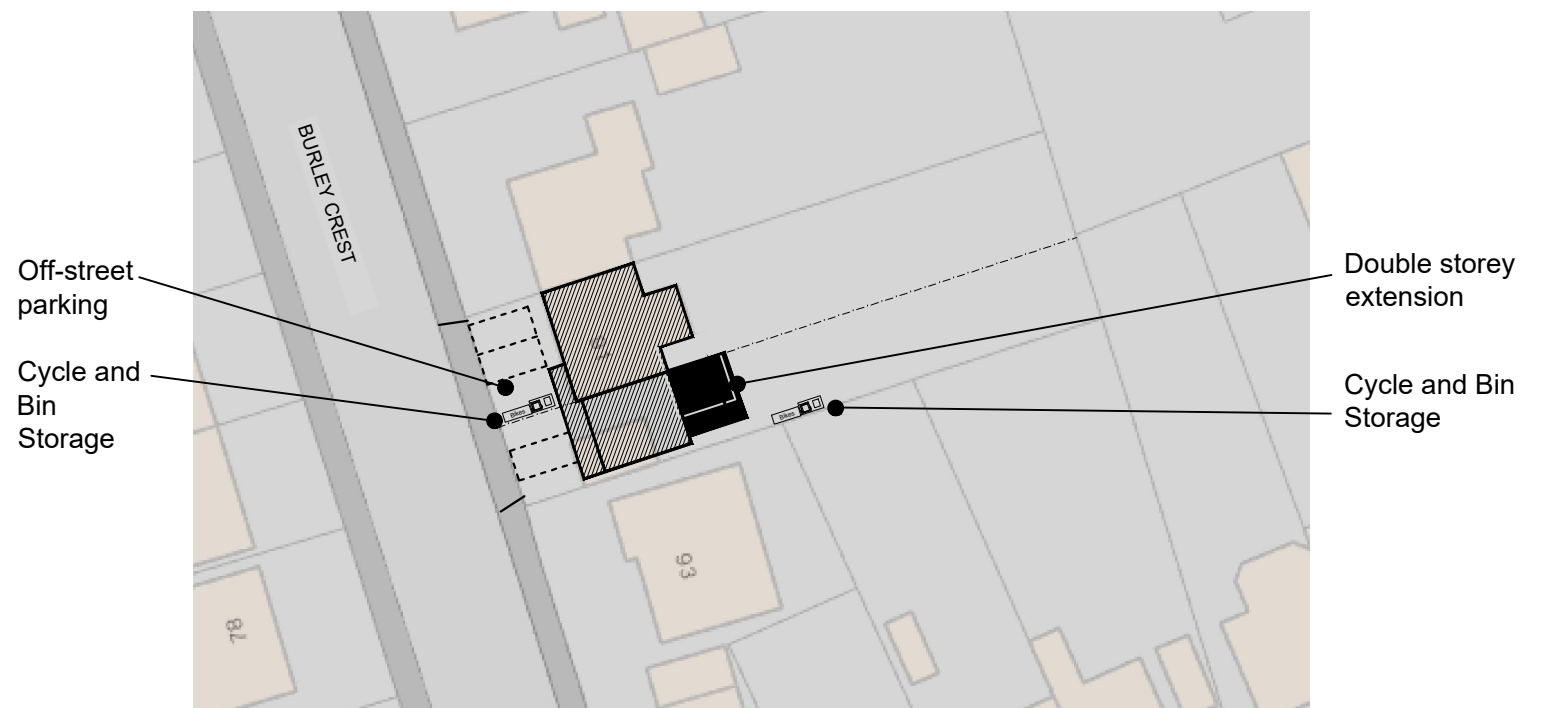 BURLEY CREST
Off-street
parking
Cycle and
Bin
Storage
Double storey
extension
Cycle and Bin
Storage
Bikes
Bikes
93
78